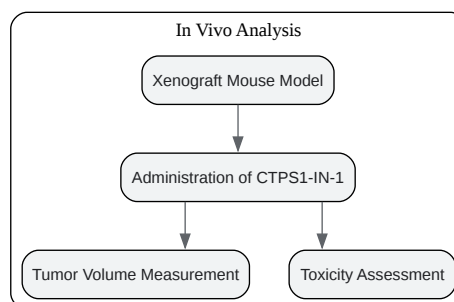 In Vivo Analysis
Xenograft Mouse Model
Administration of CTPS1-IN-1
Tumor Volume Measurement
Toxicity Assessment